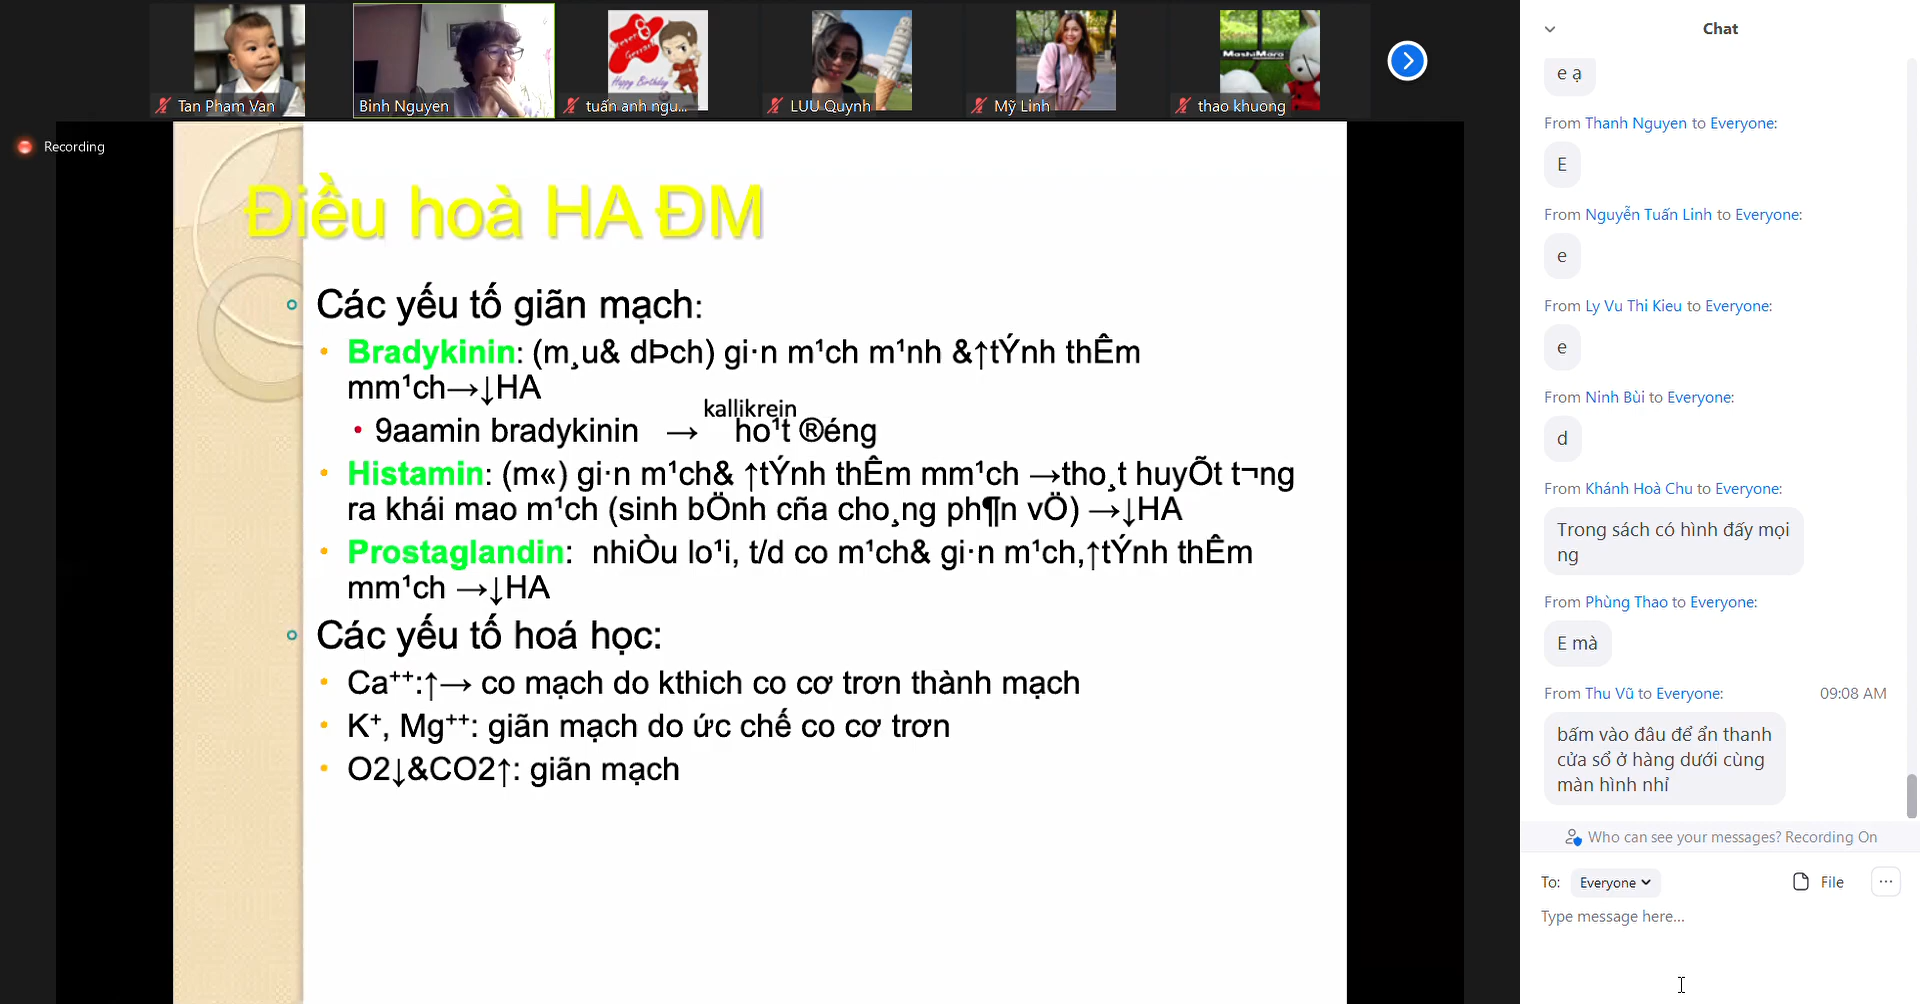 Tan Pham Van
Binh Nguyen
Happy Birthday
tuấn anh ngu...
LUU Quynh
Mỹ Linh
MashiMaro
thao khuong
Recording
Điều hoà HA ĐM
Các yếu tố giãn mạch:
Bradykinin: (m¸u& dÞch) gi·n m¹ch m¹nh &↑tÝnh thÊm
mm¹ch→↓HA
kallikrein
9aamin bradykinin → ho¹t ®éng
Histamin: (m«) gi·n m¹ch& ↑tÝnh thÊm mm¹ch →tho¸t huyÕt t¬ng
ra khái mao m¹ch (sinh bÖnh cña cho¸ng ph¶n vÖ) →↓HA
Prostaglandin: nhiÒu lo¹i, t/d co m¹ch& gi·n m¹ch,↑tÝnh thÊm
mm¹ch →↓HA
Các yếu tố hoá học:
Ca⁺⁺:↑→ co mạch do kthich co cơ trơn thành mạch
K⁺, Mg⁺⁺: giãn mạch do ức chế co cơ trơn
O2↓&CO2↑: giãn mạch
Chat
e ạ
From Thanh Nguyen to Everyone:
E
From Nguyễn Tuấn Linh to Everyone:
e
From Ly Vu Thi Kieu to Everyone:
e
From Ninh Bùi to Everyone:
d
From Khánh Hoà Chu to Everyone:
Trong sách có hình đấy mọi
ng
From Phùng Thao to Everyone:
E mà
From Thu Vũ to Everyone: 09:08 AM
bấm vào đâu để ẩn thanh
cửa sổ ở hàng dưới cùng
màn hình nhỉ
Who can see your messages? Recording On
To: Everyone File ...
Type message here...